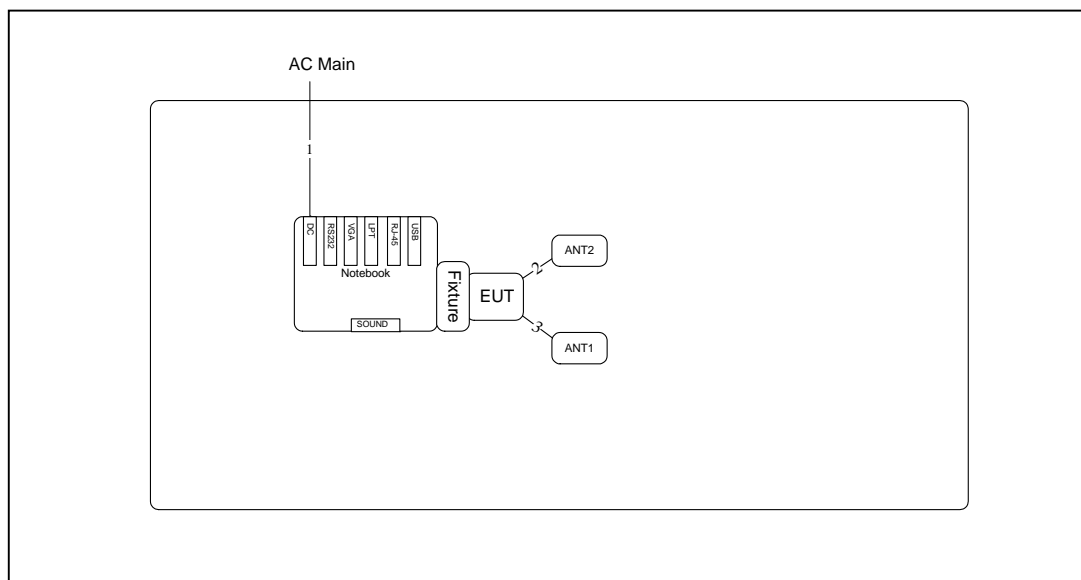 AC Main
1
DC
RS232
VGA
LPT
RJ-45
USB
Notebook
SOUND
Fixture
EUT
2
ANT2
3
ANT1